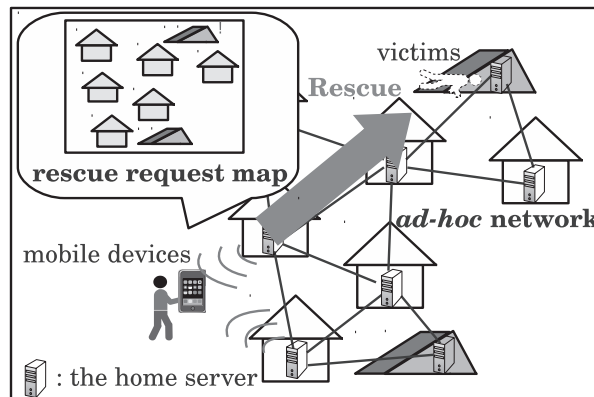 victims
Rescue
rescue request map
ad-hoc network
mobile devices
: the home server